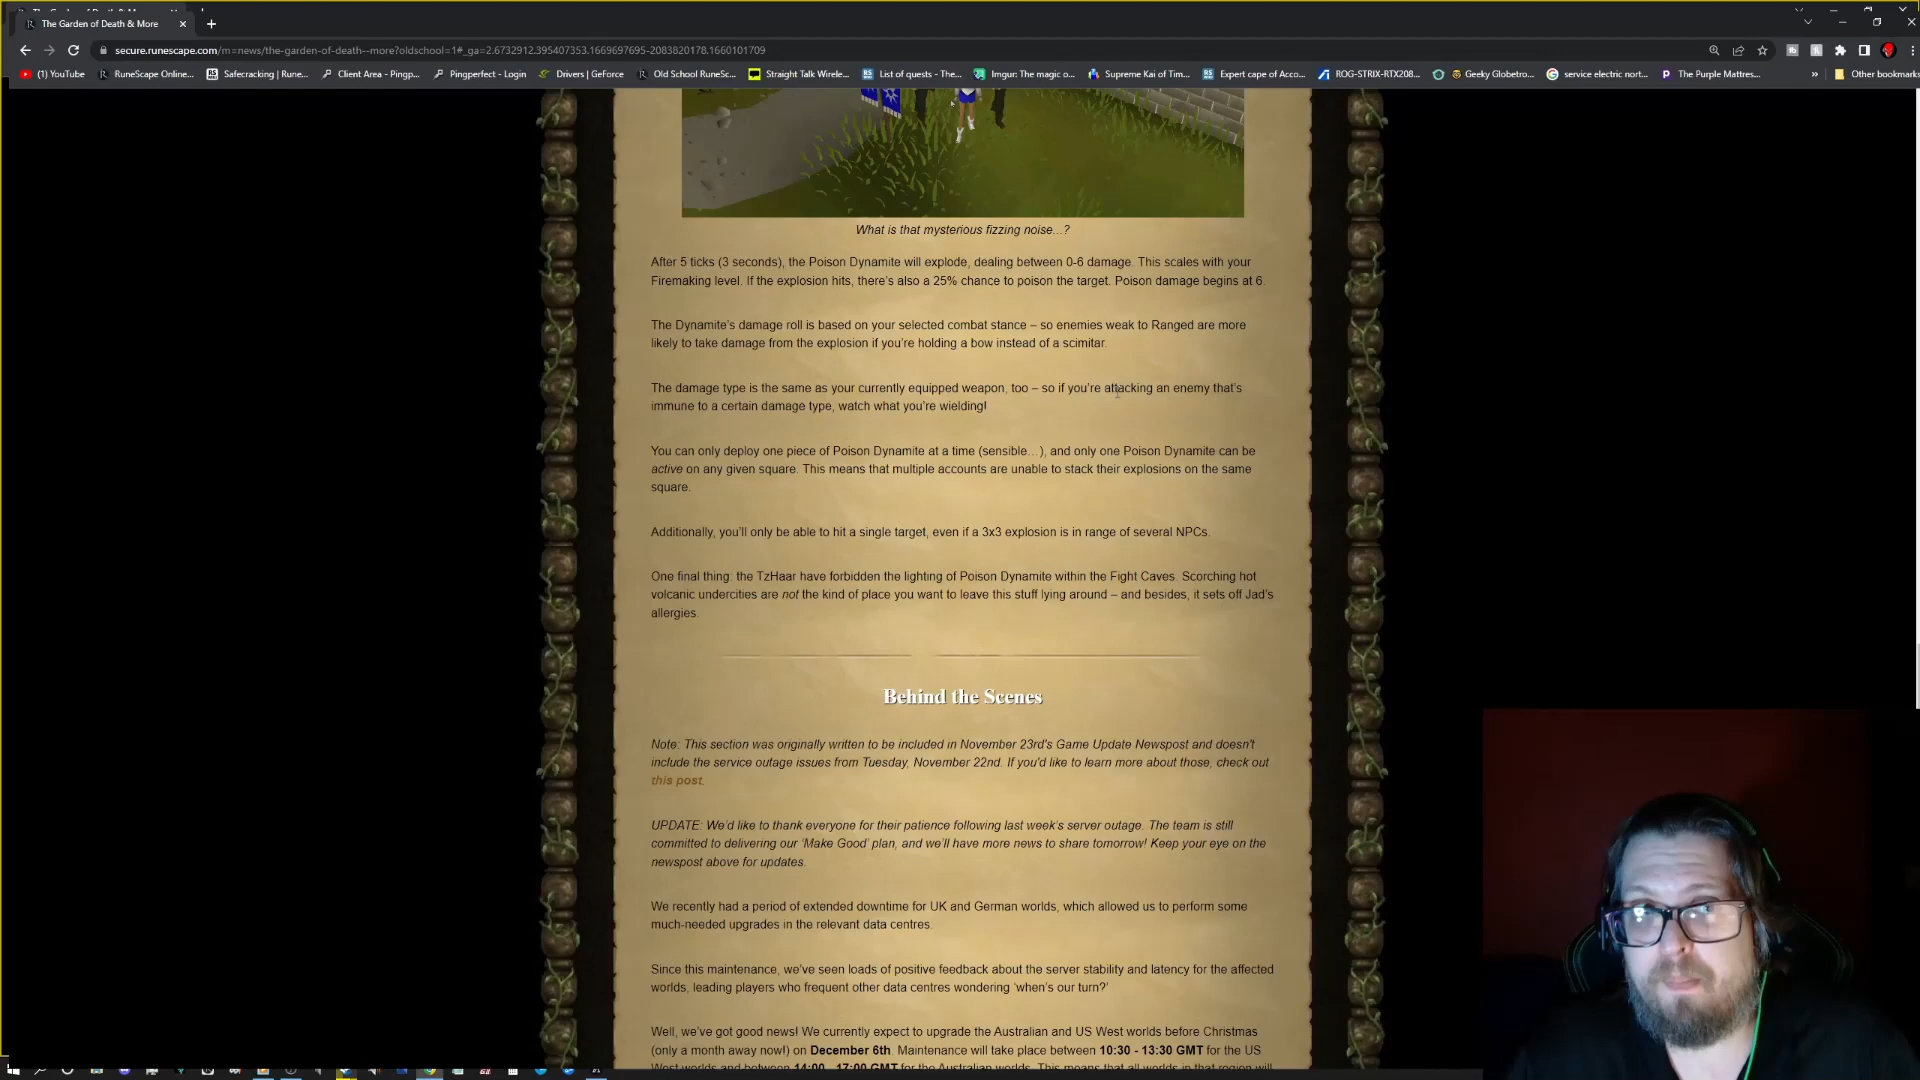 The Garden of Death & More
secure.runescape.com/m=news/the-garden-of-death--more?oldschool=1#_ga=2.6732912.395407353.1669697695-2083820178.1660101709
(1) YouTube
RuneScape Online...
Safecracking | Rune...
Client Area - Pingp...
Pingperfect - Login
Drivers | GeForce
Old School RuneSc...
Straight Talk Wirele...
List of quests - The...
Imgur: The magic o...
Supreme Kai of Tim...
Expert cape of Acco...
ROG-STRIX-RTX208...
Geeky Globetro...
service electric nort...
The Purple Mattres...
Other bookmarks
What is that mysterious fizzing noise...?
After 5 ticks (3 seconds), the Poison Dynamite will explode, dealing between 0-6 damage. This scales with your
Firemaking level. If the explosion hits, there's also a 25% chance to poison the target. Poison damage begins at 6.
The Dynamite's damage roll is based on your selected combat stance – so enemies weak to Ranged are more
likely to take damage from the explosion if you're holding a bow instead of a scimitar.
The damage type is the same as your currently equipped weapon, too – so if you're attacking an enemy that's
immune to a certain damage type, watch what you're wielding!
You can only deploy one piece of Poison Dynamite at a time (sensible…), and only one Poison Dynamite can be
active on any given square. This means that multiple accounts are unable to stack their explosions on the same
square.
Additionally, you'll only be able to hit a single target, even if a 3x3 explosion is in range of several NPCs.
One final thing: the TzHaar have forbidden the lighting of Poison Dynamite within the Fight Caves. Scorching hot
volcanic undercities are not the kind of place you want to leave this stuff lying around – and besides, it sets off Jad's
allergies.
Behind the Scenes
Note: This section was originally written to be included in November 23rd's Game Update Newspost and doesn't
include the service outage issues from Tuesday, November 22nd. If you'd like to learn more about those, check out
this post.
UPDATE: We'd like to thank everyone for their patience following last week's server outage. The team is still
committed to delivering our 'Make Good' plan, and we'll have more news to share tomorrow! Keep your eye on the
newspost above for updates.
We recently had a period of extended downtime for UK and German worlds, which allowed us to perform some
much-needed upgrades in the relevant data centres.
Since this maintenance, we've seen loads of positive feedback about the server stability and latency for the affected
worlds, leading players who frequent other data centres wondering 'when's our turn?'
Well, we've got good news! We currently expect to upgrade the Australian and US West worlds before Christmas
(only a month away now!) on December 6th. Maintenance will take place between 10:30 - 13:30 GMT for the US
West worlds and between 14:00 - 17:00 GMT for the Australian worlds. This means that all worlds in that region will